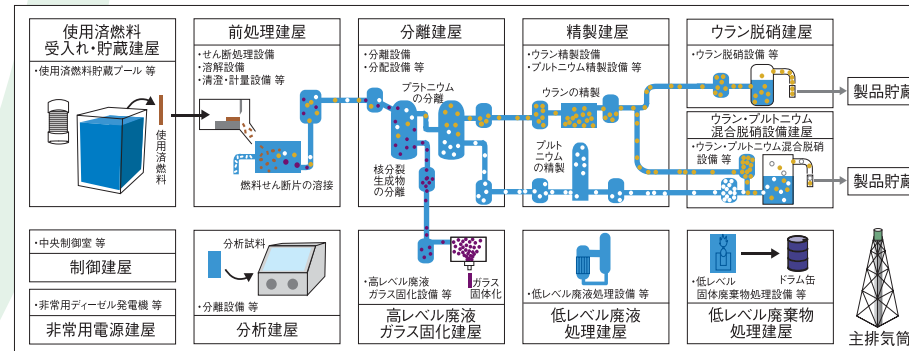 使用済燃料
受入れ・貯蔵建屋
・使用済燃料貯蔵プール 等
使用済燃料
前処理建屋
・せん断処理設備
・溶解設備
・清澄・計量設備 等
燃料せん断片の溶接
分離建屋
・分離設備
・分配設備 等
プラトニウム
の分離
核分裂
生成物
の分離
精製建屋
・ウラン精製設備
・プルトニウム精製設備 等
ウランの精製
プルト
ニウム
の精製
ウラン脱硝建屋
・ウラン脱硝設備 等
製品貯蔵
ウラン・プルトニウム
混合脱硝設備建屋
・ウラン・プルトニウム混合脱硝
設備 等
製品貯蔵
・中央制御室 等
制御建屋
・非常用ディーゼル発電機 等
非常用電源建屋
分析試料
・分離設備 等
分析建屋
ガラス
固体化
・高レベル廃液
ガラス固化設備 等
高レベル廃液
ガラス固化建屋
・低レベル廃液処理設備 等
低レベル廃液
処理建屋
ドラム缶
・低レベル
固体廃棄物処理設備 等
低レベル廃棄物
処理建屋
主排気筒